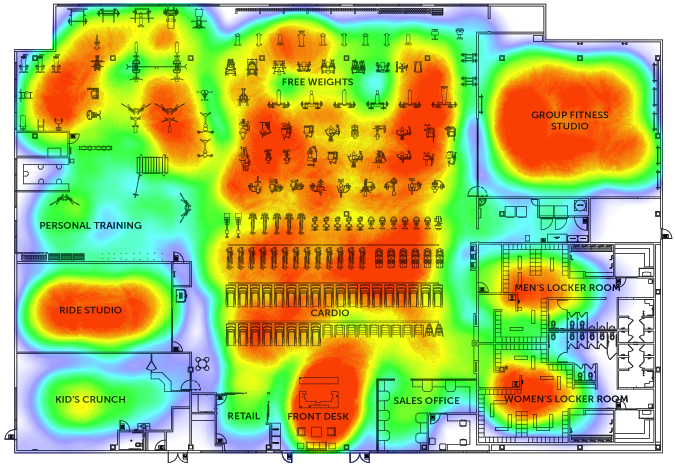 FREE WEIGHTS
GROUP FITNESS
STUDIO
PERSONAL TRAINING
MEN'S LOCKER ROOM
RIDE STUDIO
CARDIO
KID'S CRUNCH
RETAIL
FRONT DESK
SALES OFFICE
WOMEN'S LOCKER ROOM